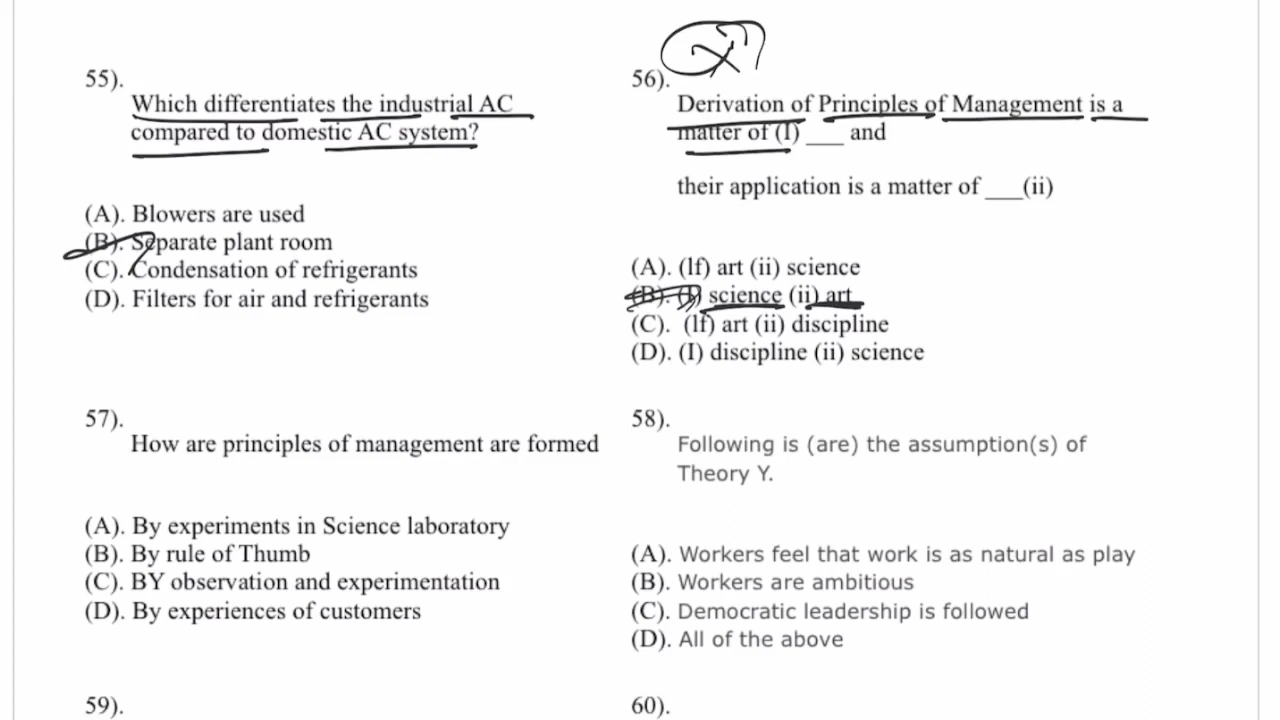 55).
Which differentiates the industrial AC
compared to domestic AC system?
(A). Blowers are used
(B). Separate plant room
(C). Condensation of refrigerants
(D). Filters for air and refrigerants
56).
Derivation of Principles of Management is a
matter of (I) ___ and
their application is a matter of ___(ii)
(A). (lf) art (ii) science
(B). (I) science (ii) art
(C). (lf) art (ii) discipline
(D). (I) discipline (ii) science
57).
How are principles of management are formed
(A). By experiments in Science laboratory
(B). By rule of Thumb
(C). BY observation and experimentation
(D). By experiences of customers
58).
Following is (are) the assumption(s) of
Theory Y.
(A). Workers feel that work is as natural as play
(B). Workers are ambitious
(C). Democratic leadership is followed
(D). All of the above
59).
60).